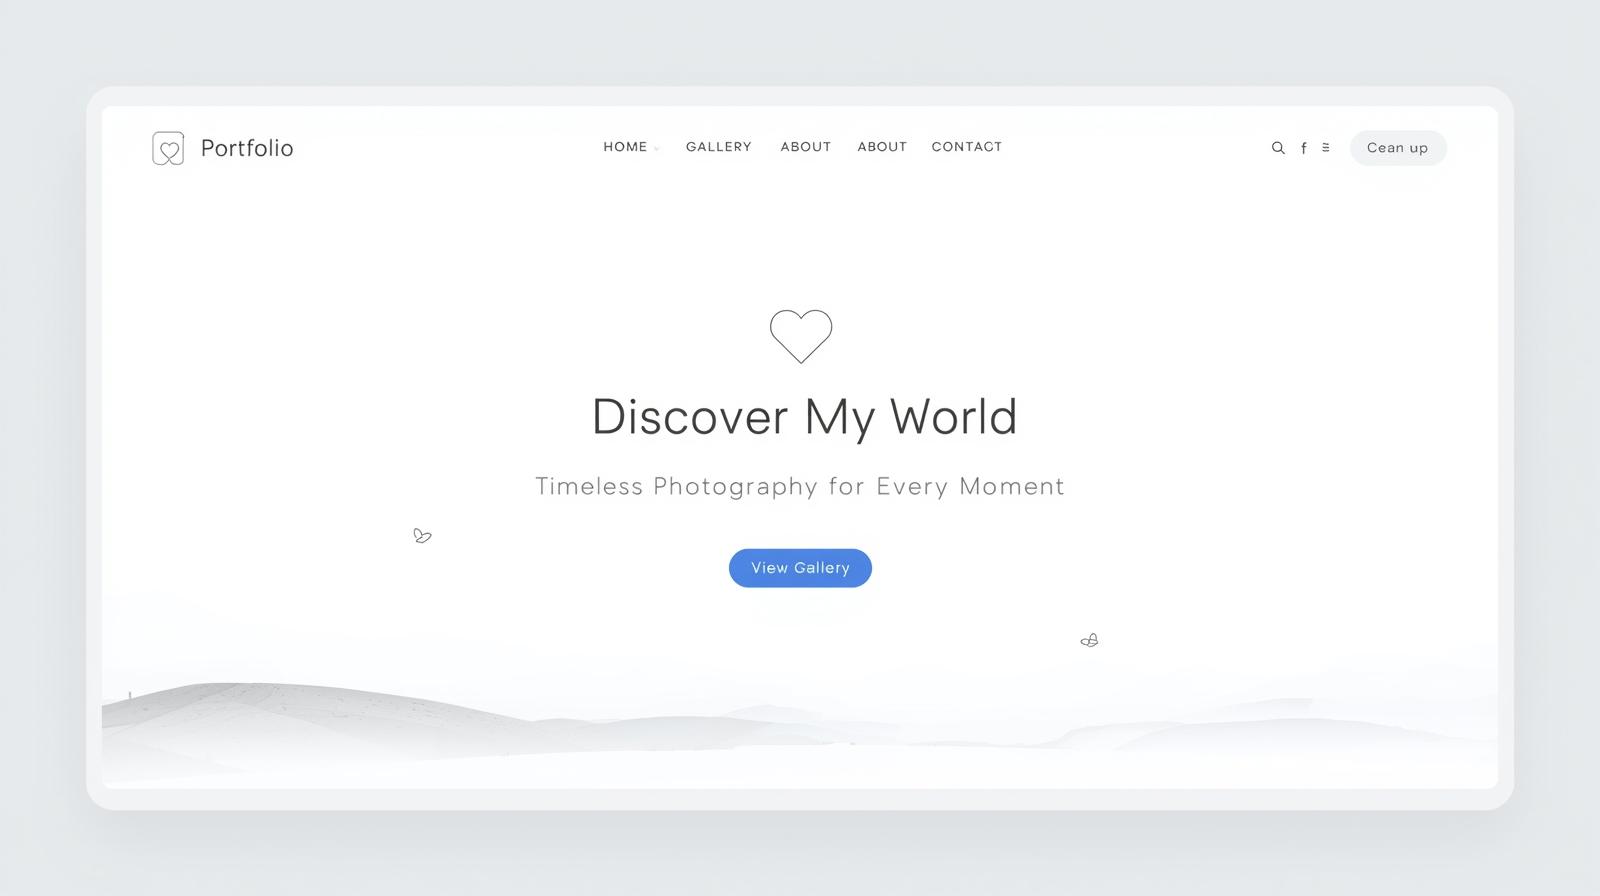 Portfolio
HOME GALLERY ABOUT ABOUT CONTACT
f
Cean up
Discover My World
Timeless Photography for Every Moment
View Gallery